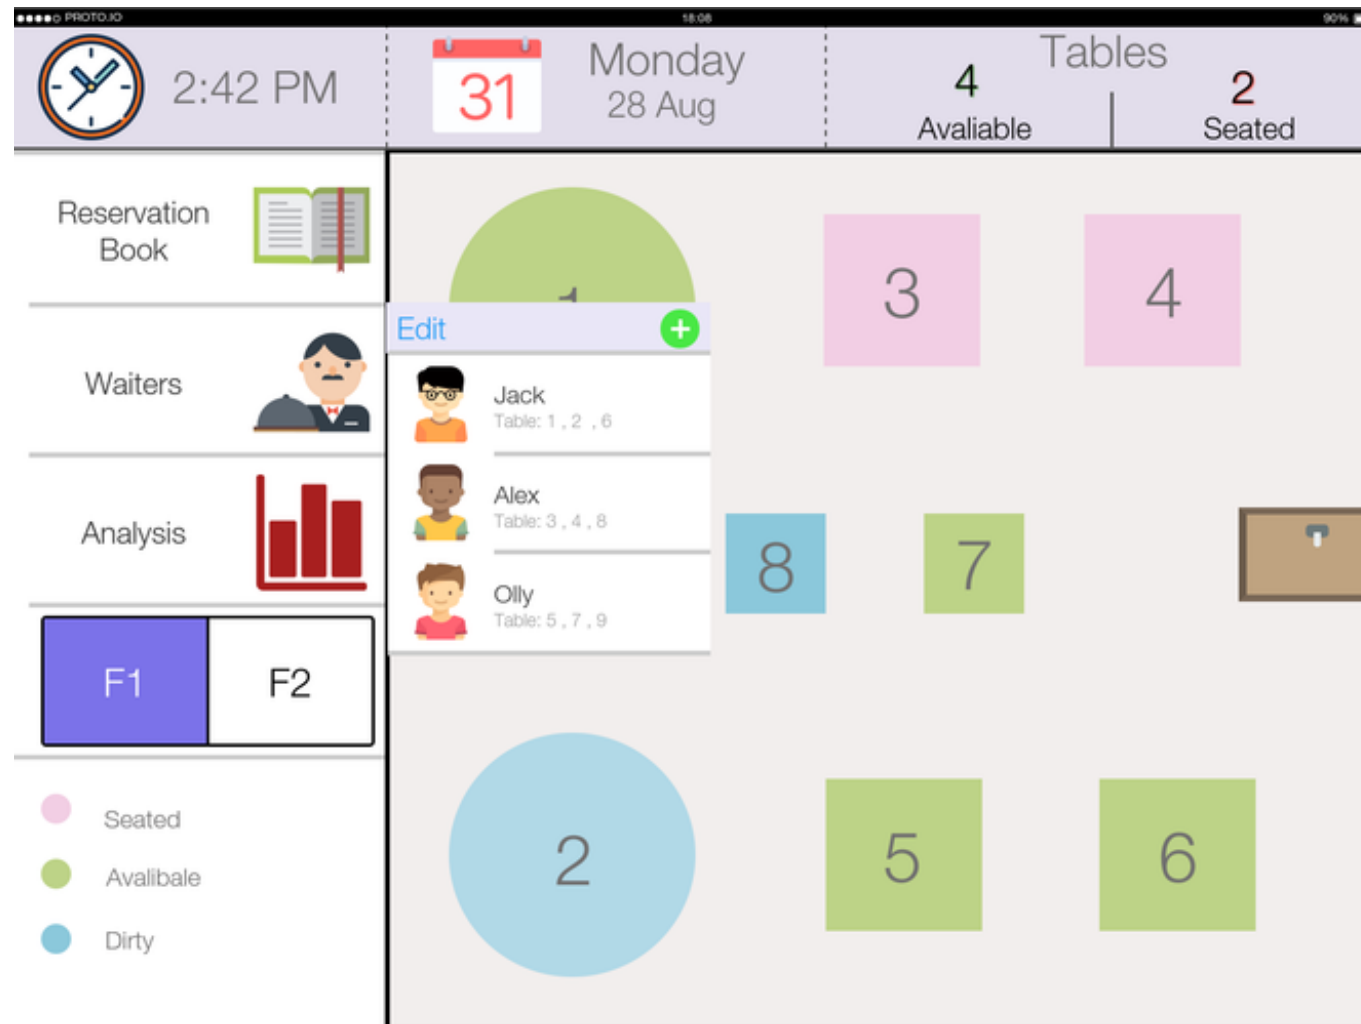 PROTO.IO
18:08
90%
2:42 PM
31
Monday
28 Aug
Tables
4
Avaliable
2
Seated
Reservation
Book
Waiters
Analysis
F1
F2
Seated
Avalibale
Dirty
1
Edit
+
Jack
Table: 1 , 2 , 6
Alex
Table: 3 , 4 , 8
Olly
Table: 5 , 7 , 9
3
4
8
7
2
5
6